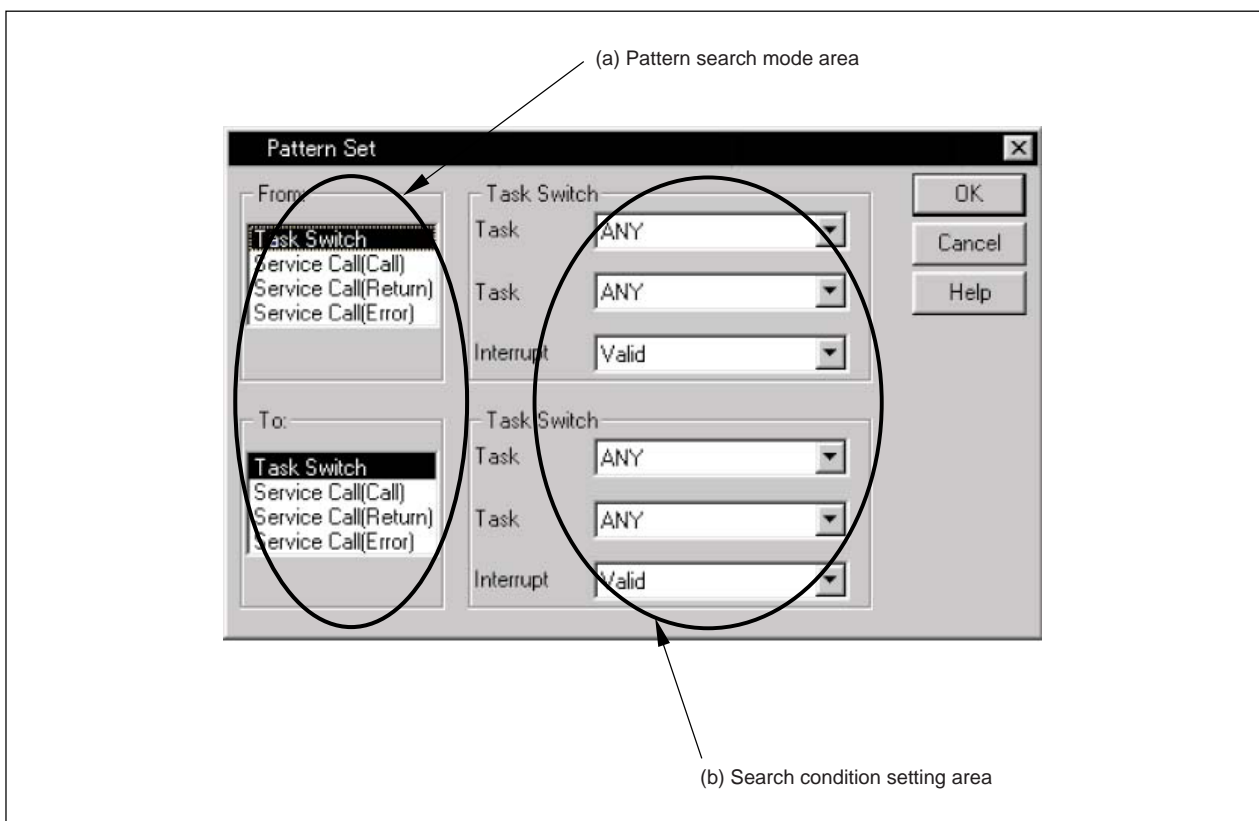 (a) Pattern search mode area
Pattern Set
From:
Task Switch
Service Call(Call)
Service Call(Return)
Service Call(Error)
Task Switch
Task ANY
Task ANY
Interrupt Valid
OK
Cancel
Help
To:
Task Switch
Service Call(Call)
Service Call(Return)
Service Call(Error)
Task Switch
Task ANY
Task ANY
Interrupt Valid
(b) Search condition setting area